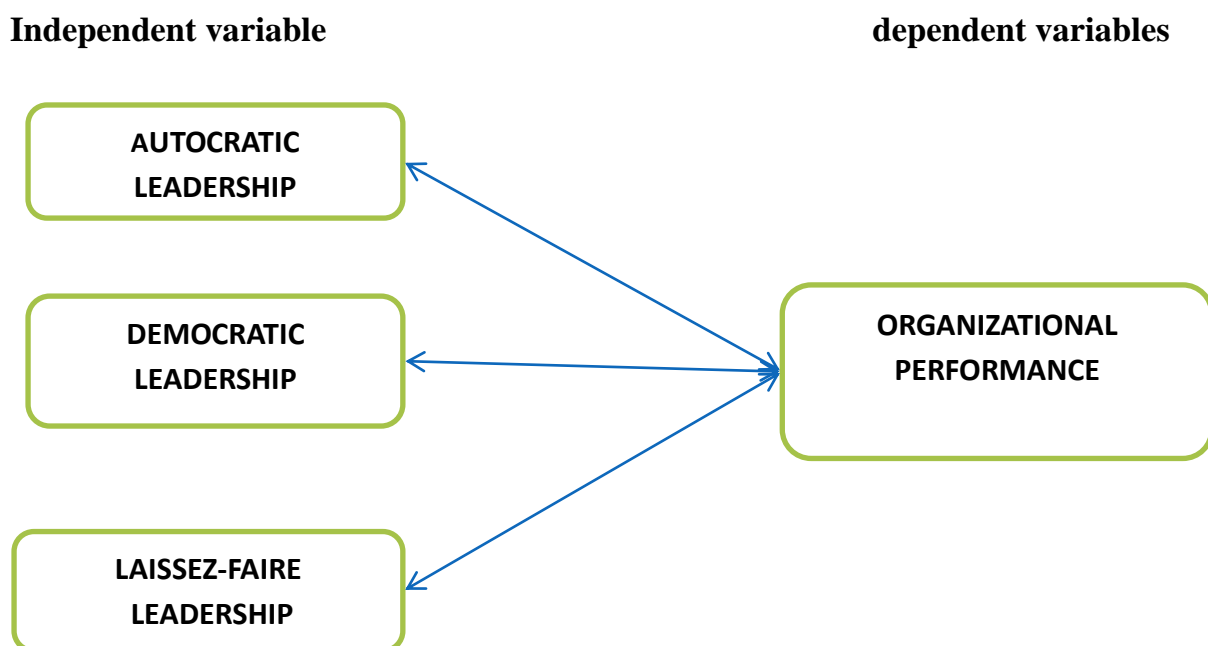 Independent variable
dependent variables
AUTOCRATIC
LEADERSHIP
DEMOCRATIC
LEADERSHIP
ORGANIZATIONAL
PERFORMANCE
LAISSEZ-FAIRE
LEADERSHIP